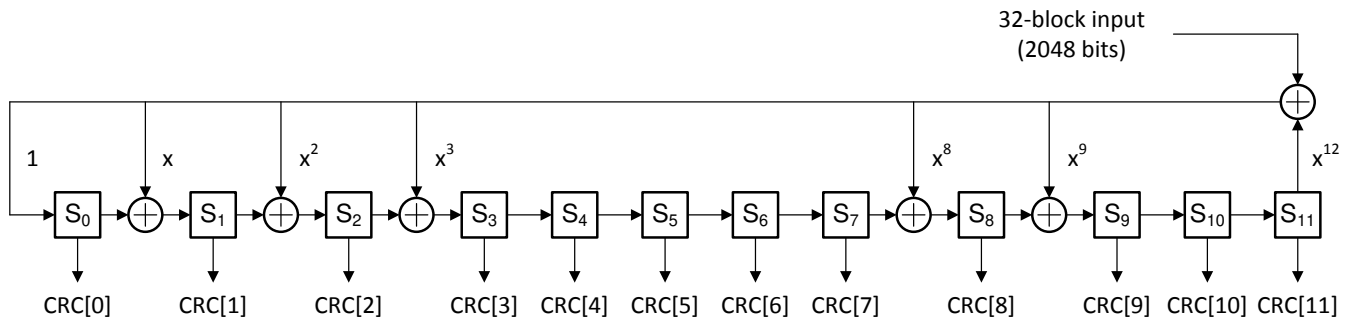 32-block input
(2048 bits)
1 x x² x³ x⁸ x⁹ x¹²
S₀ S₁ S₂ S₃ S₄ S₅ S₆ S₇ S₈ S₉ S₁₀ S₁₁
CRC[0] CRC[1] CRC[2] CRC[3] CRC[4] CRC[5] CRC[6] CRC[7] CRC[8] CRC[9] CRC[10] CRC[11]